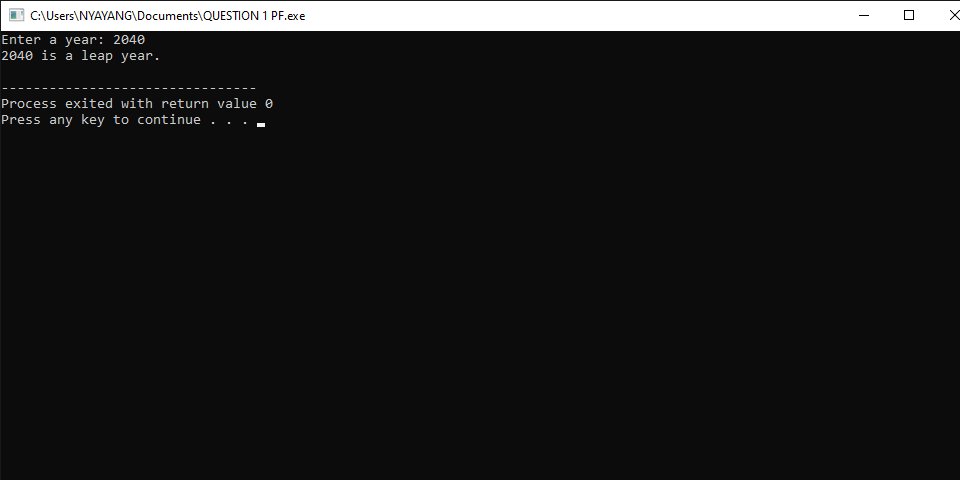 C:\Users\NYAYANG\Documents\QUESTION 1 PF.exe
Enter a year: 2040
2040 is a leap year.
--------------------------------
Process exited with return value 0
Press any key to continue . . .